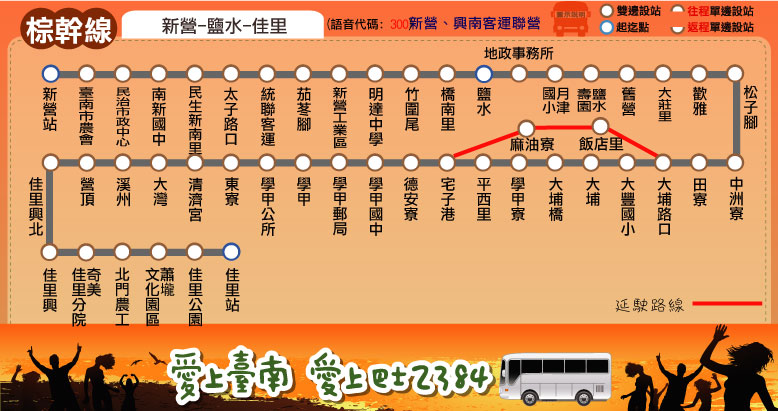 棕幹線
新營-鹽水-佳里
(語音代碼: 300)新營、興南客運聯營
雙邊設站
往程單邊設站
起迄點
返程單邊設站
地政事務所
新營站
臺南市農會
民治市政中心
南新國中
民生新南里
太子路口
統聯客運
茄苳腳
新營工業區
明達中學
竹圍尾
橋南里
鹽水
月津國小
鹽水壽園
舊營
大莊里
歡雅
松子腳
麻油寮
飯店里
中洲寮
田寮
大埔路口
大豐國小
大埔
大埔橋
學甲寮
平西里
宅子港
德安寮
學甲國中
學甲郵局
學甲
學甲公所
東寮
清濟宮
大灣
溪州
營頂
佳里興北
佳里興
奇美佳里分院
北門農工
蕭壠文化園區
佳里公園
佳里站
延駛路線
愛上臺南 愛上巴士2384